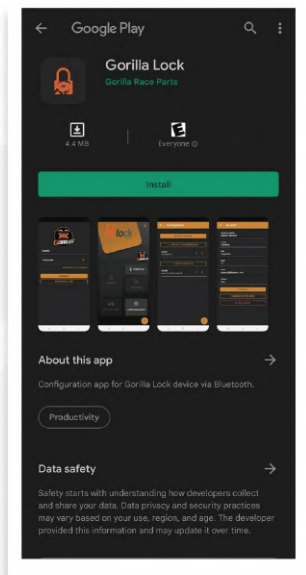 Google Play
Gorilla Lock
Gorilla Race Parts
4.4 MB
Everyone
Install
lock
About this app
Configuration app for Gorilla Lock device via Bluetooth.
Productivity
Data safety
Safety starts with understanding how developers collect
and share your data. Data privacy and security practices
may vary based on your use, region, and age. The developer
provided this information and may update it over time.